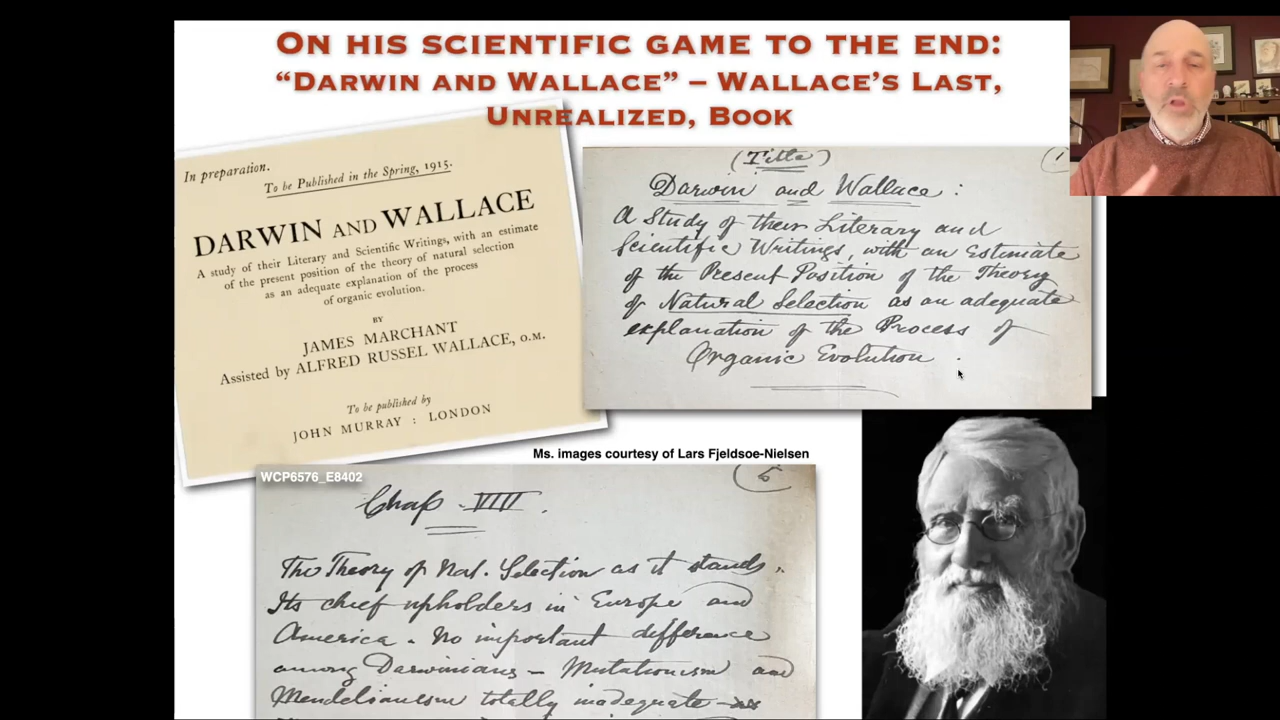 ON HIS SCIENTIFIC GAME TO THE END:
“DARWIN AND WALLACE” – WALLACE’S LAST,
UNREALIZED, BOOK
In preparation.
To be Published in the Spring, 1915.
DARWIN AND WALLACE
A study of their Literary and Scientific Writings, with an estimate
of the present position of the theory of natural selection
as an adequate explanation of the process
of organic evolution.
BY
JAMES MARCHANT
Assisted by ALFRED RUSSEL WALLACE, O.M.
To be published by
JOHN MURRAY : LONDON
(Title)
Darwin and Wallace :
A Study of their Literary and
Scientific Writings, with an Estimate
of the Present Position of the Theory
of Natural Selection as an adequate
explanation of the Process of
Organic Evolution.
Ms. images courtesy of Lars Fjeldsoe-Nielsen
WCP6576_E8402
5
Chap. VIII.
The Theory of Nat. Selection as it stands.
Its chief upholders in Europe and
America. No important difference
among Darwinians – Mutationism and
Mendelianism totally inadequate